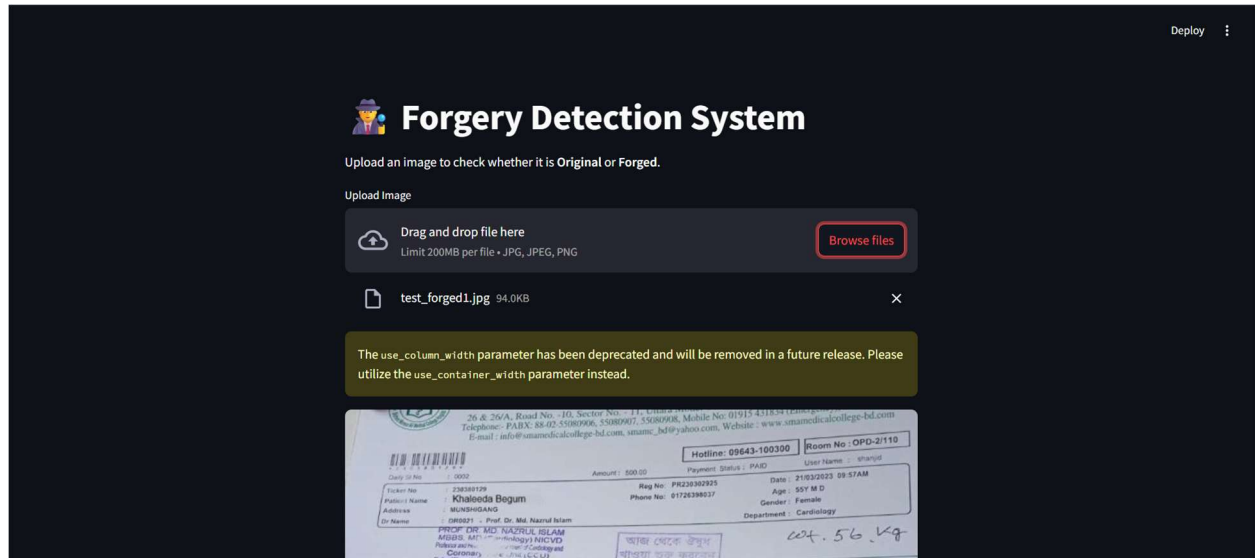 Deploy
Forgery Detection System
Upload an image to check whether it is Original or Forged.
Upload Image
Drag and drop file here
Limit 200MB per file • JPG, JPEG, PNG
Browse files
test_forged1.jpg 94.0KB
The use_column_width parameter has been deprecated and will be removed in a future release. Please
utilize the use_container_width parameter instead.
26 & 26/A, Road No. -10, Sector No. - 11,
Telephone:- PABX: 88-02-55080906, 55080907, 55080908, Mobile No: 01915 431834
E-mail : info@smamedicalcollege-bd.com, smamc_bd@yahoo.com, Website : www.smamedicalcollege-bd.com
Hotline: 09643-100300 Room No : OPD-2/110
Daily Sl No : 0002 Amount : 500.00 Payment Status : PAID User Name :
Ticket No : 238389129 Reg No: PR230302925 Date : 21/03/2023 09:57AM
Patient Name : Khaleeda Begum Phone No: 01726398037 Age : 55Y M D
Address : MUNSHIGANG Gender : Female
Dr Name : DR0021 - Prof. Dr. Md. Nazrul Islam Department : Cardiology
PROF. DR. MD. NAZRUL ISLAM
MBBS, NICVD
আজ থেকে ঔষুধ
wt. 56. kg
Coronary